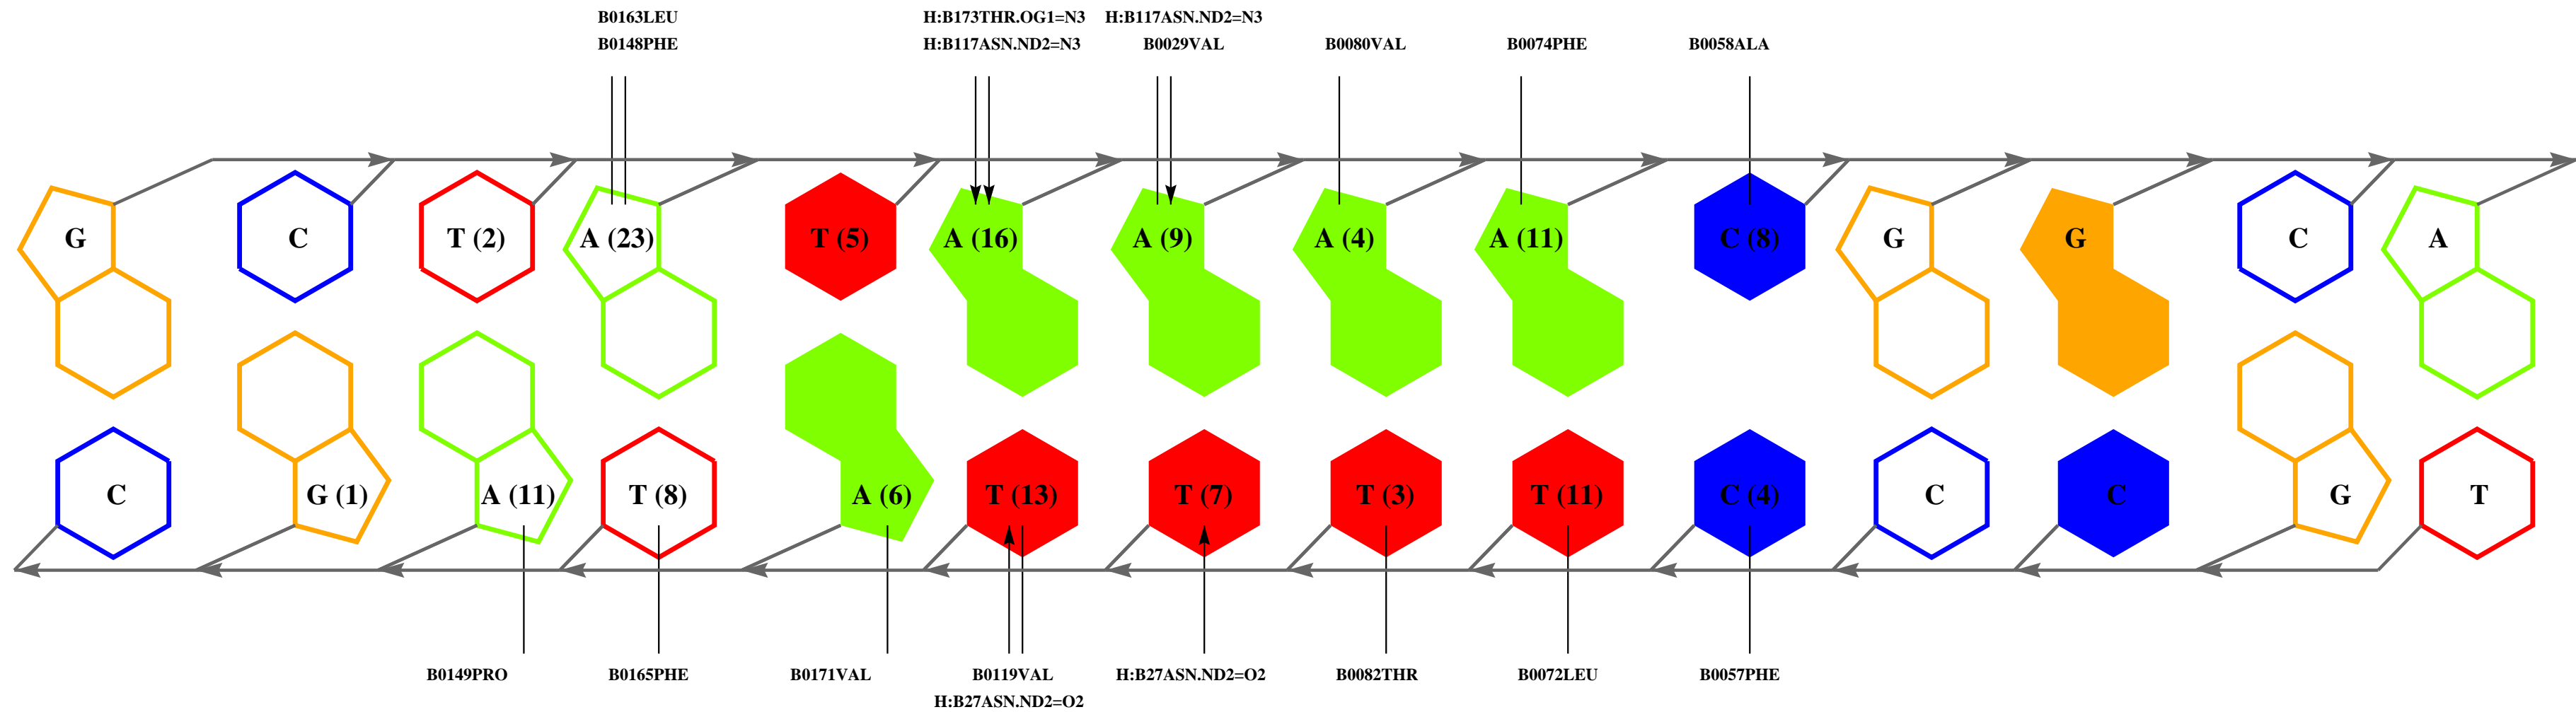 B0163LEU H:B173THR.OG1=N3 H:B117ASN.ND2=N3
B0148PHE H:B117ASN.ND2=N3 B0029VAL B0080VAL B0074PHE B0058ALA
G C T (2) A (23) T (5) A (16) A (9) A (4) A (11) C (8) G G C A
C G (1) A (11) T (8) A (6) T (13) T (7) T (3) T (11) C (4) C C G T
B0149PRO B0165PHE B0171VAL B0119VAL H:B27ASN.ND2=O2 B0082THR B0072LEU B0057PHE
H:B27ASN.ND2=O2